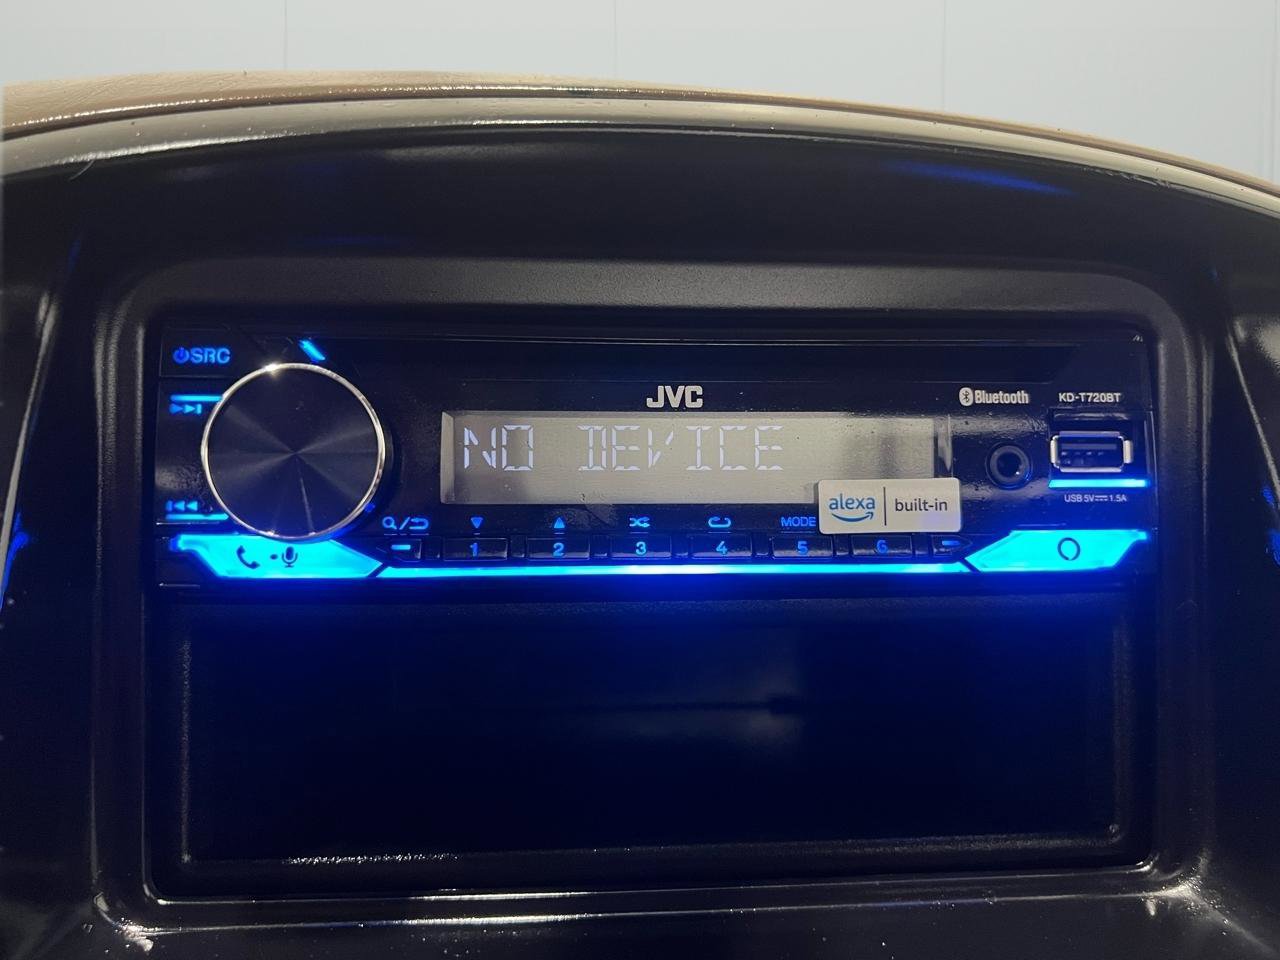 SRC
JVC
Bluetooth
KD-T720BT
NO DEVICE
alexa built-in
USB 5V 1.5A
MODE
1 2 3 4 5 6